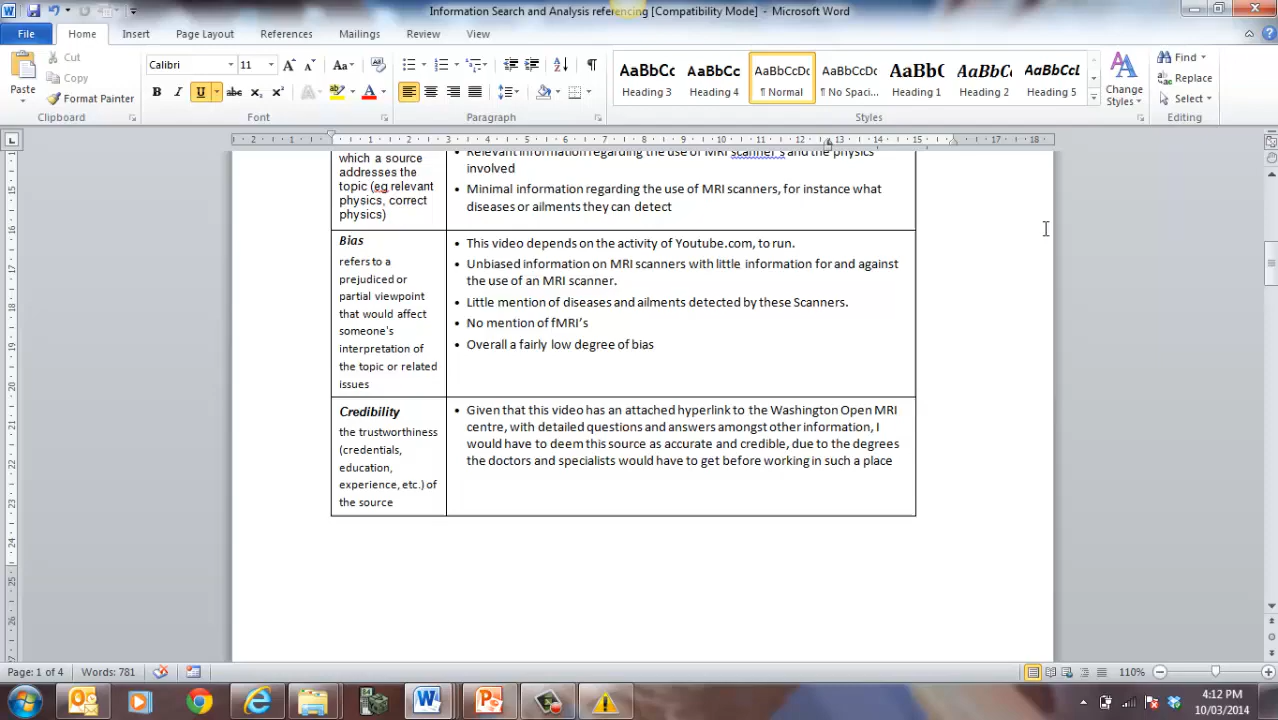 Information Search and Analysis referencing [Compatibility Mode] - Microsoft Word
File Home Insert Page Layout References Mailings Review View
Paste
Cut
Copy
Format Painter
Clipboard
Calibri 11
Font
Paragraph
AaBbCc AaBbCc AaBbCcDc AaBbCcDc AaBbC AaBbCc AaBbCcL
Heading 3 Heading 4 ¶ Normal ¶ No Spaci... Heading 1 Heading 2 Heading 5
Styles
Change
Styles
Find
Replace
Select
Editing
which a source
addresses the
topic (eg relevant
physics, correct
physics)
Relevant information regarding the use of MRI scanner's and the physics
involved
Minimal information regarding the use of MRI scanners, for instance what
diseases or ailments they can detect
Bias
refers to a
prejudiced or
partial viewpoint
that would affect
someone's
interpretation of
the topic or related
issues
• This video depends on the activity of Youtube.com, to run.
• Unbiased information on MRI scanners with little information for and against
the use of an MRI scanner.
• Little mention of diseases and ailments detected by these Scanners.
• No mention of fMRI's
• Overall a fairly low degree of bias
Credibility
the trustworthiness
(credentials,
education,
experience, etc.) of
the source
• Given that this video has an attached hyperlink to the Washington Open MRI
centre, with detailed questions and answers amongst other information, I
would have to deem this source as accurate and credible, due to the degrees
the doctors and specialists would have to get before working in such a place
Page: 1 of 4 Words: 781 110%
4:12 PM
10/03/2014